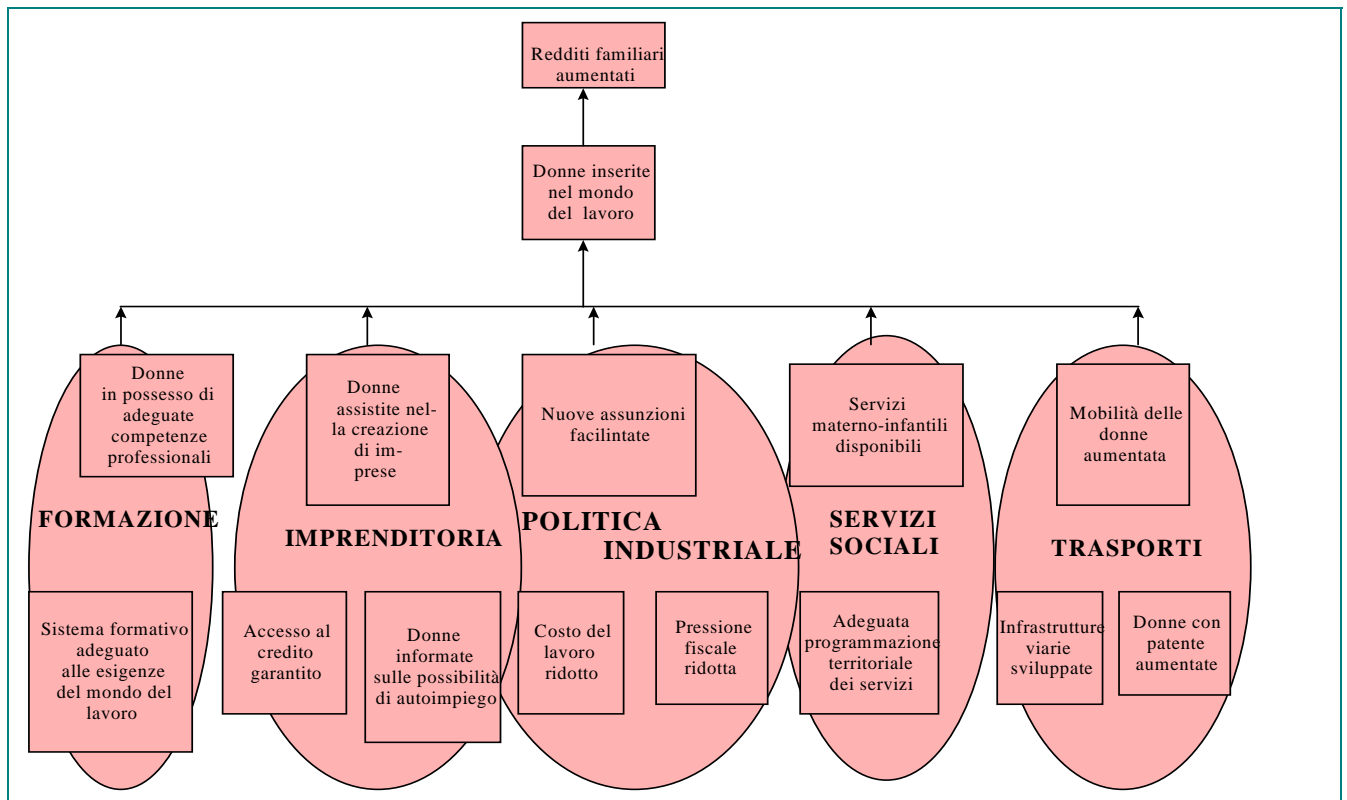 Redditi familiari
aumentati
Donne inserite
nel mondo
del lavoro
Donne
in possesso di
adeguate
competenze
professionali
Donne
assistite nel-
la creazione
di im-
prese
Nuove assunzioni
facilintate
Servizi
materno-infantili
disponibili
Mobilità delle
donne
aumentata
FORMAZIONE
IMPRENDITORIA
POLITICA
INDUSTRIALE
SERVIZI
SOCIALI
TRASPORTI
Sistema formativo
adeguato
alle esigenze
del mondo del
lavoro
Accesso al
credito
garantito
Donne
informate
sulle possibilità
di autoimpiego
Costo del
lavoro
ridotto
Pressione
fiscale
ridotta
Adeguata
programmazione
territoriale
dei servizi
Infrastrutture
viarie
sviluppate
Donne con
patente
aumentate